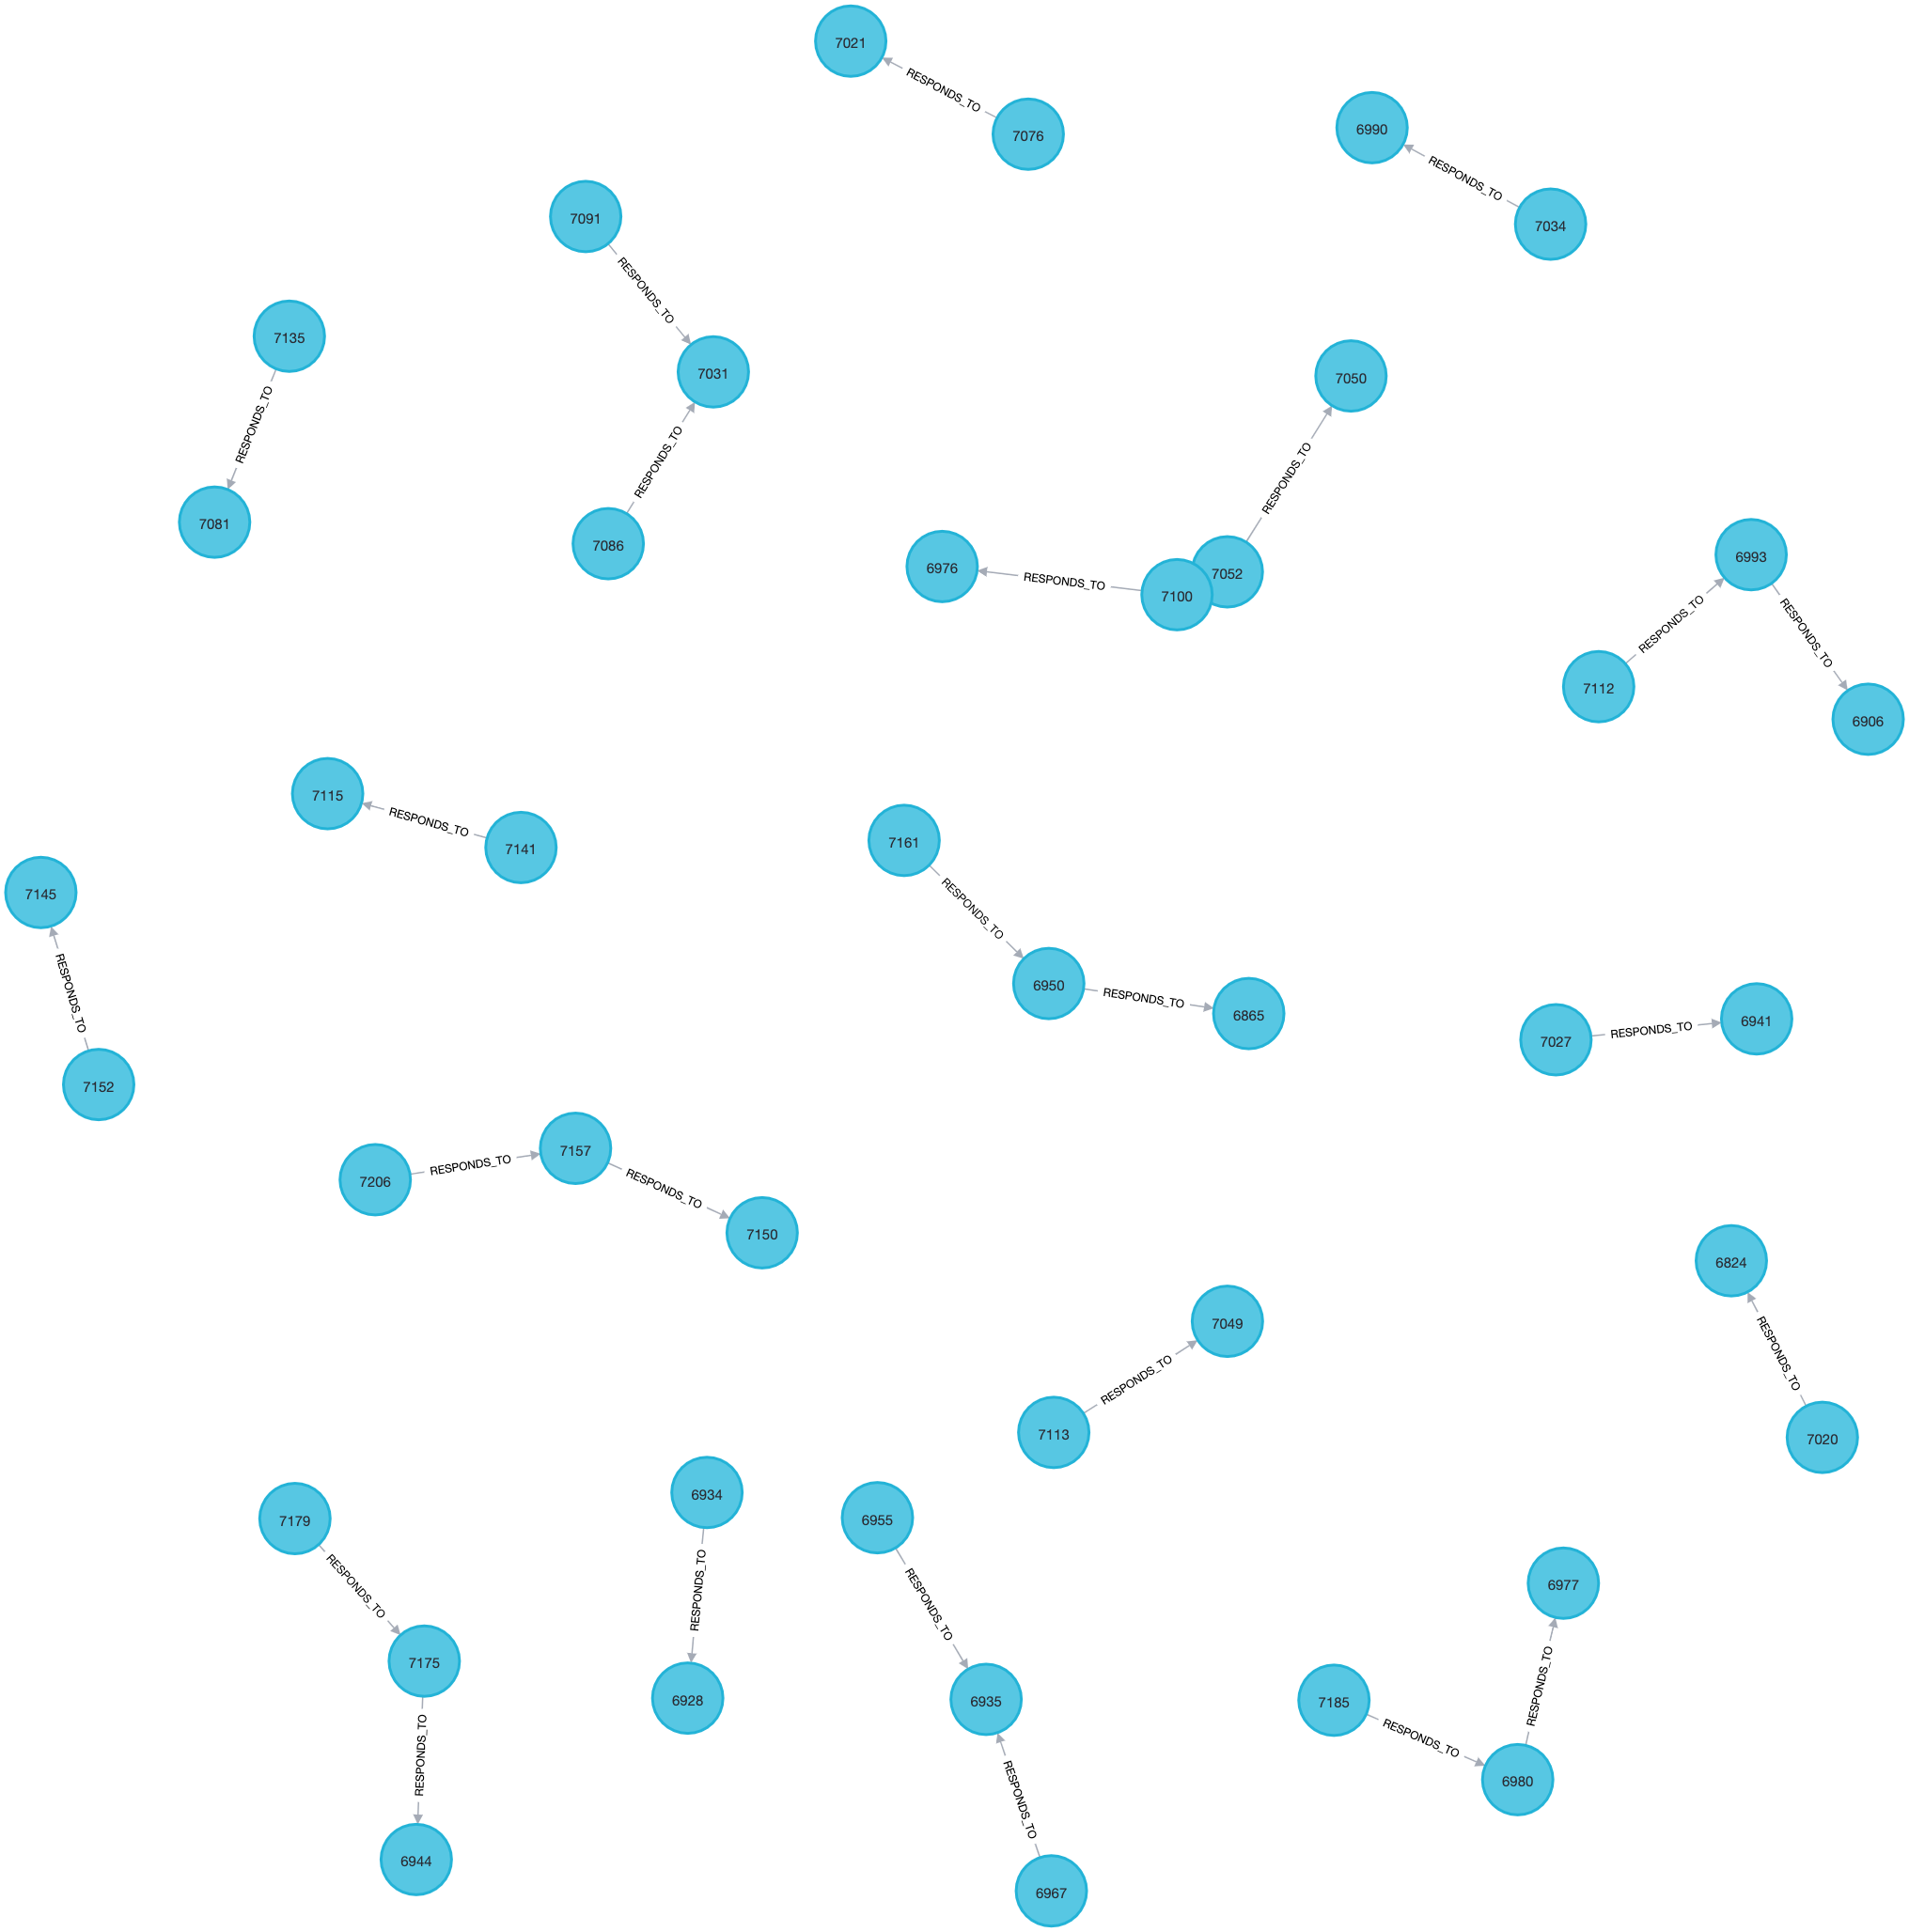 7021
RESPONDS_TO
7076
6990
RESPONDS_TO
7034
7091
RESPONDS_TO
7031
RESPONDS_TO
7086
7135
RESPONDS_TO
7081
7050
RESPONDS_TO
7052
7100
RESPONDS_TO
6976
6993
RESPONDS_TO
7112
RESPONDS_TO
6906
7115
RESPONDS_TO
7141
7145
RESPONDS_TO
7152
7161
RESPONDS_TO
6950
RESPONDS_TO
6865
7027
RESPONDS_TO
6941
7206
RESPONDS_TO
7157
RESPONDS_TO
7150
6824
RESPONDS_TO
7020
7049
RESPONDS_TO
7113
7179
RESPONDS_TO
7175
RESPONDS_TO
6944
6934
RESPONDS_TO
6928
6955
RESPONDS_TO
6935
RESPONDS_TO
6967
6977
RESPONDS_TO
7185
RESPONDS_TO
6980